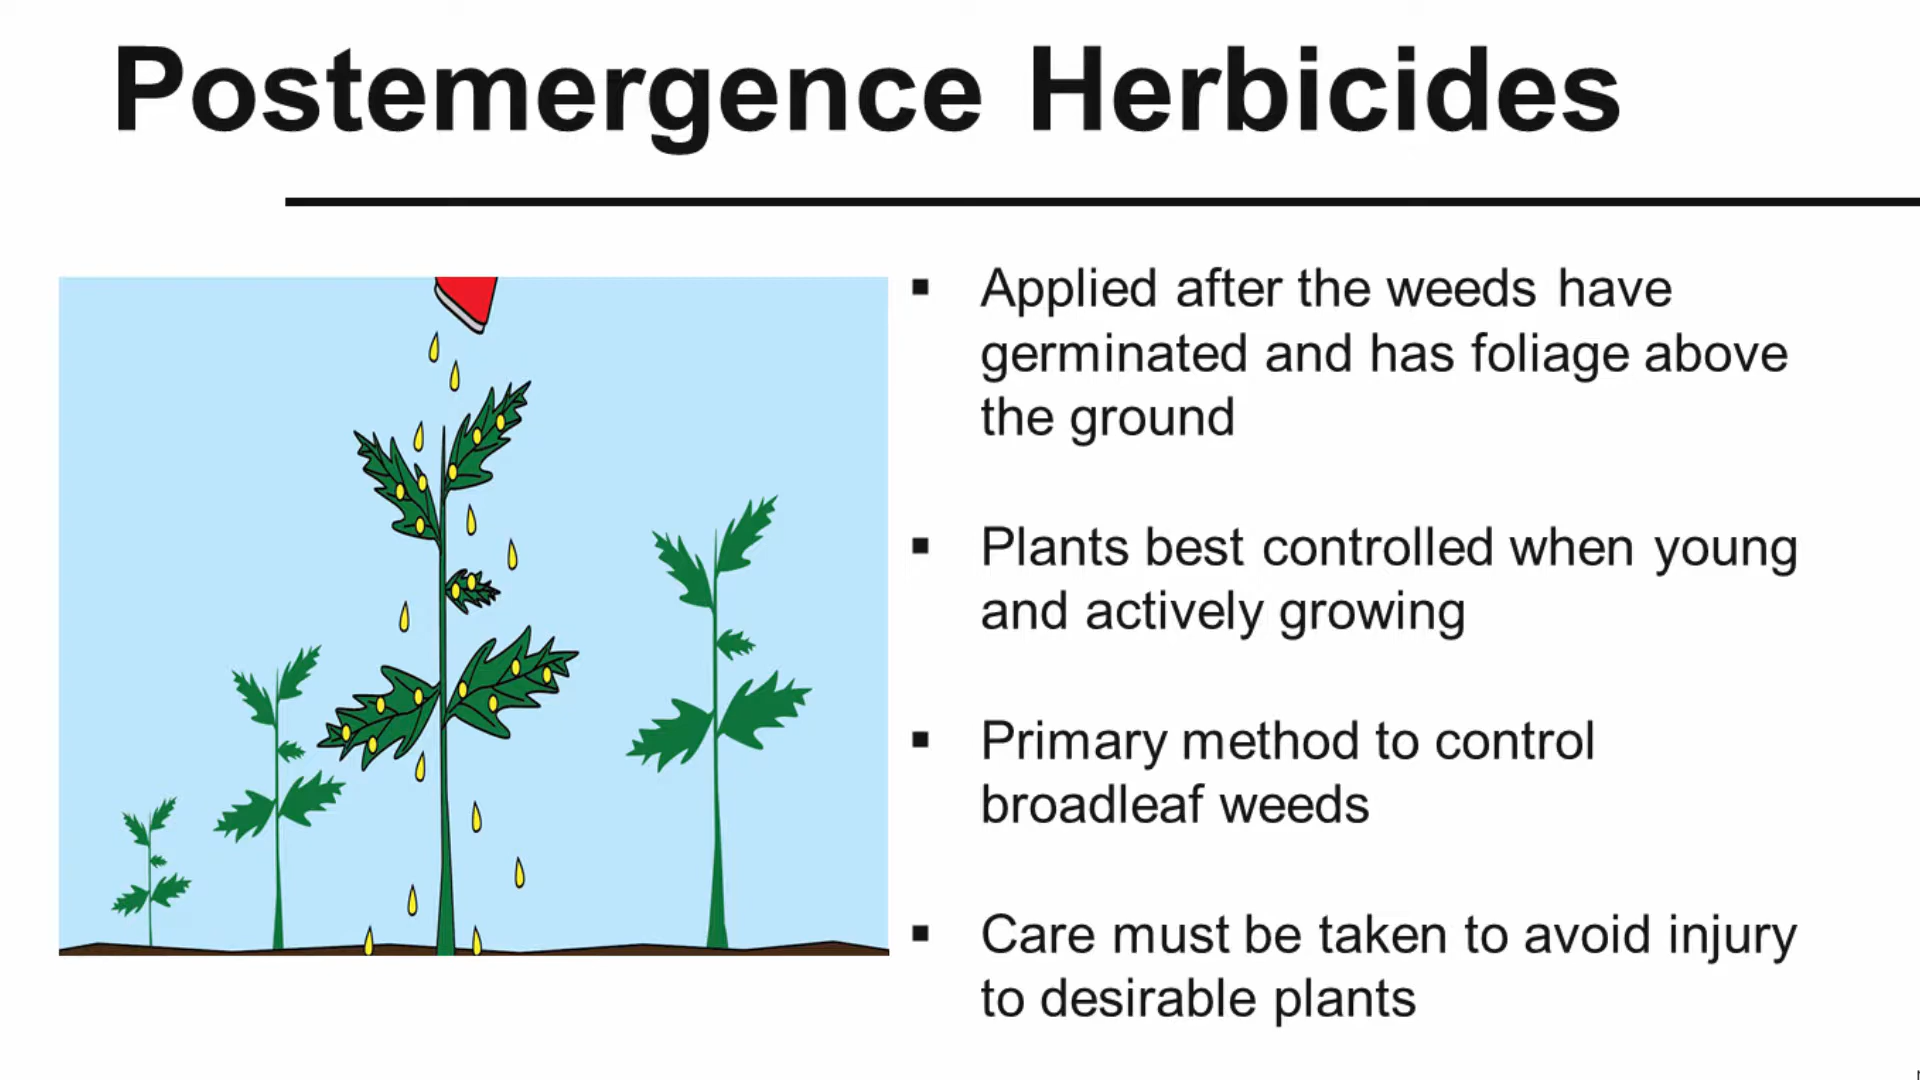 Postemergence Herbicides
▪ Applied after the weeds have
germinated and has foliage above
the ground
▪ Plants best controlled when young
and actively growing
▪ Primary method to control
broadleaf weeds
▪ Care must be taken to avoid injury
to desirable plants